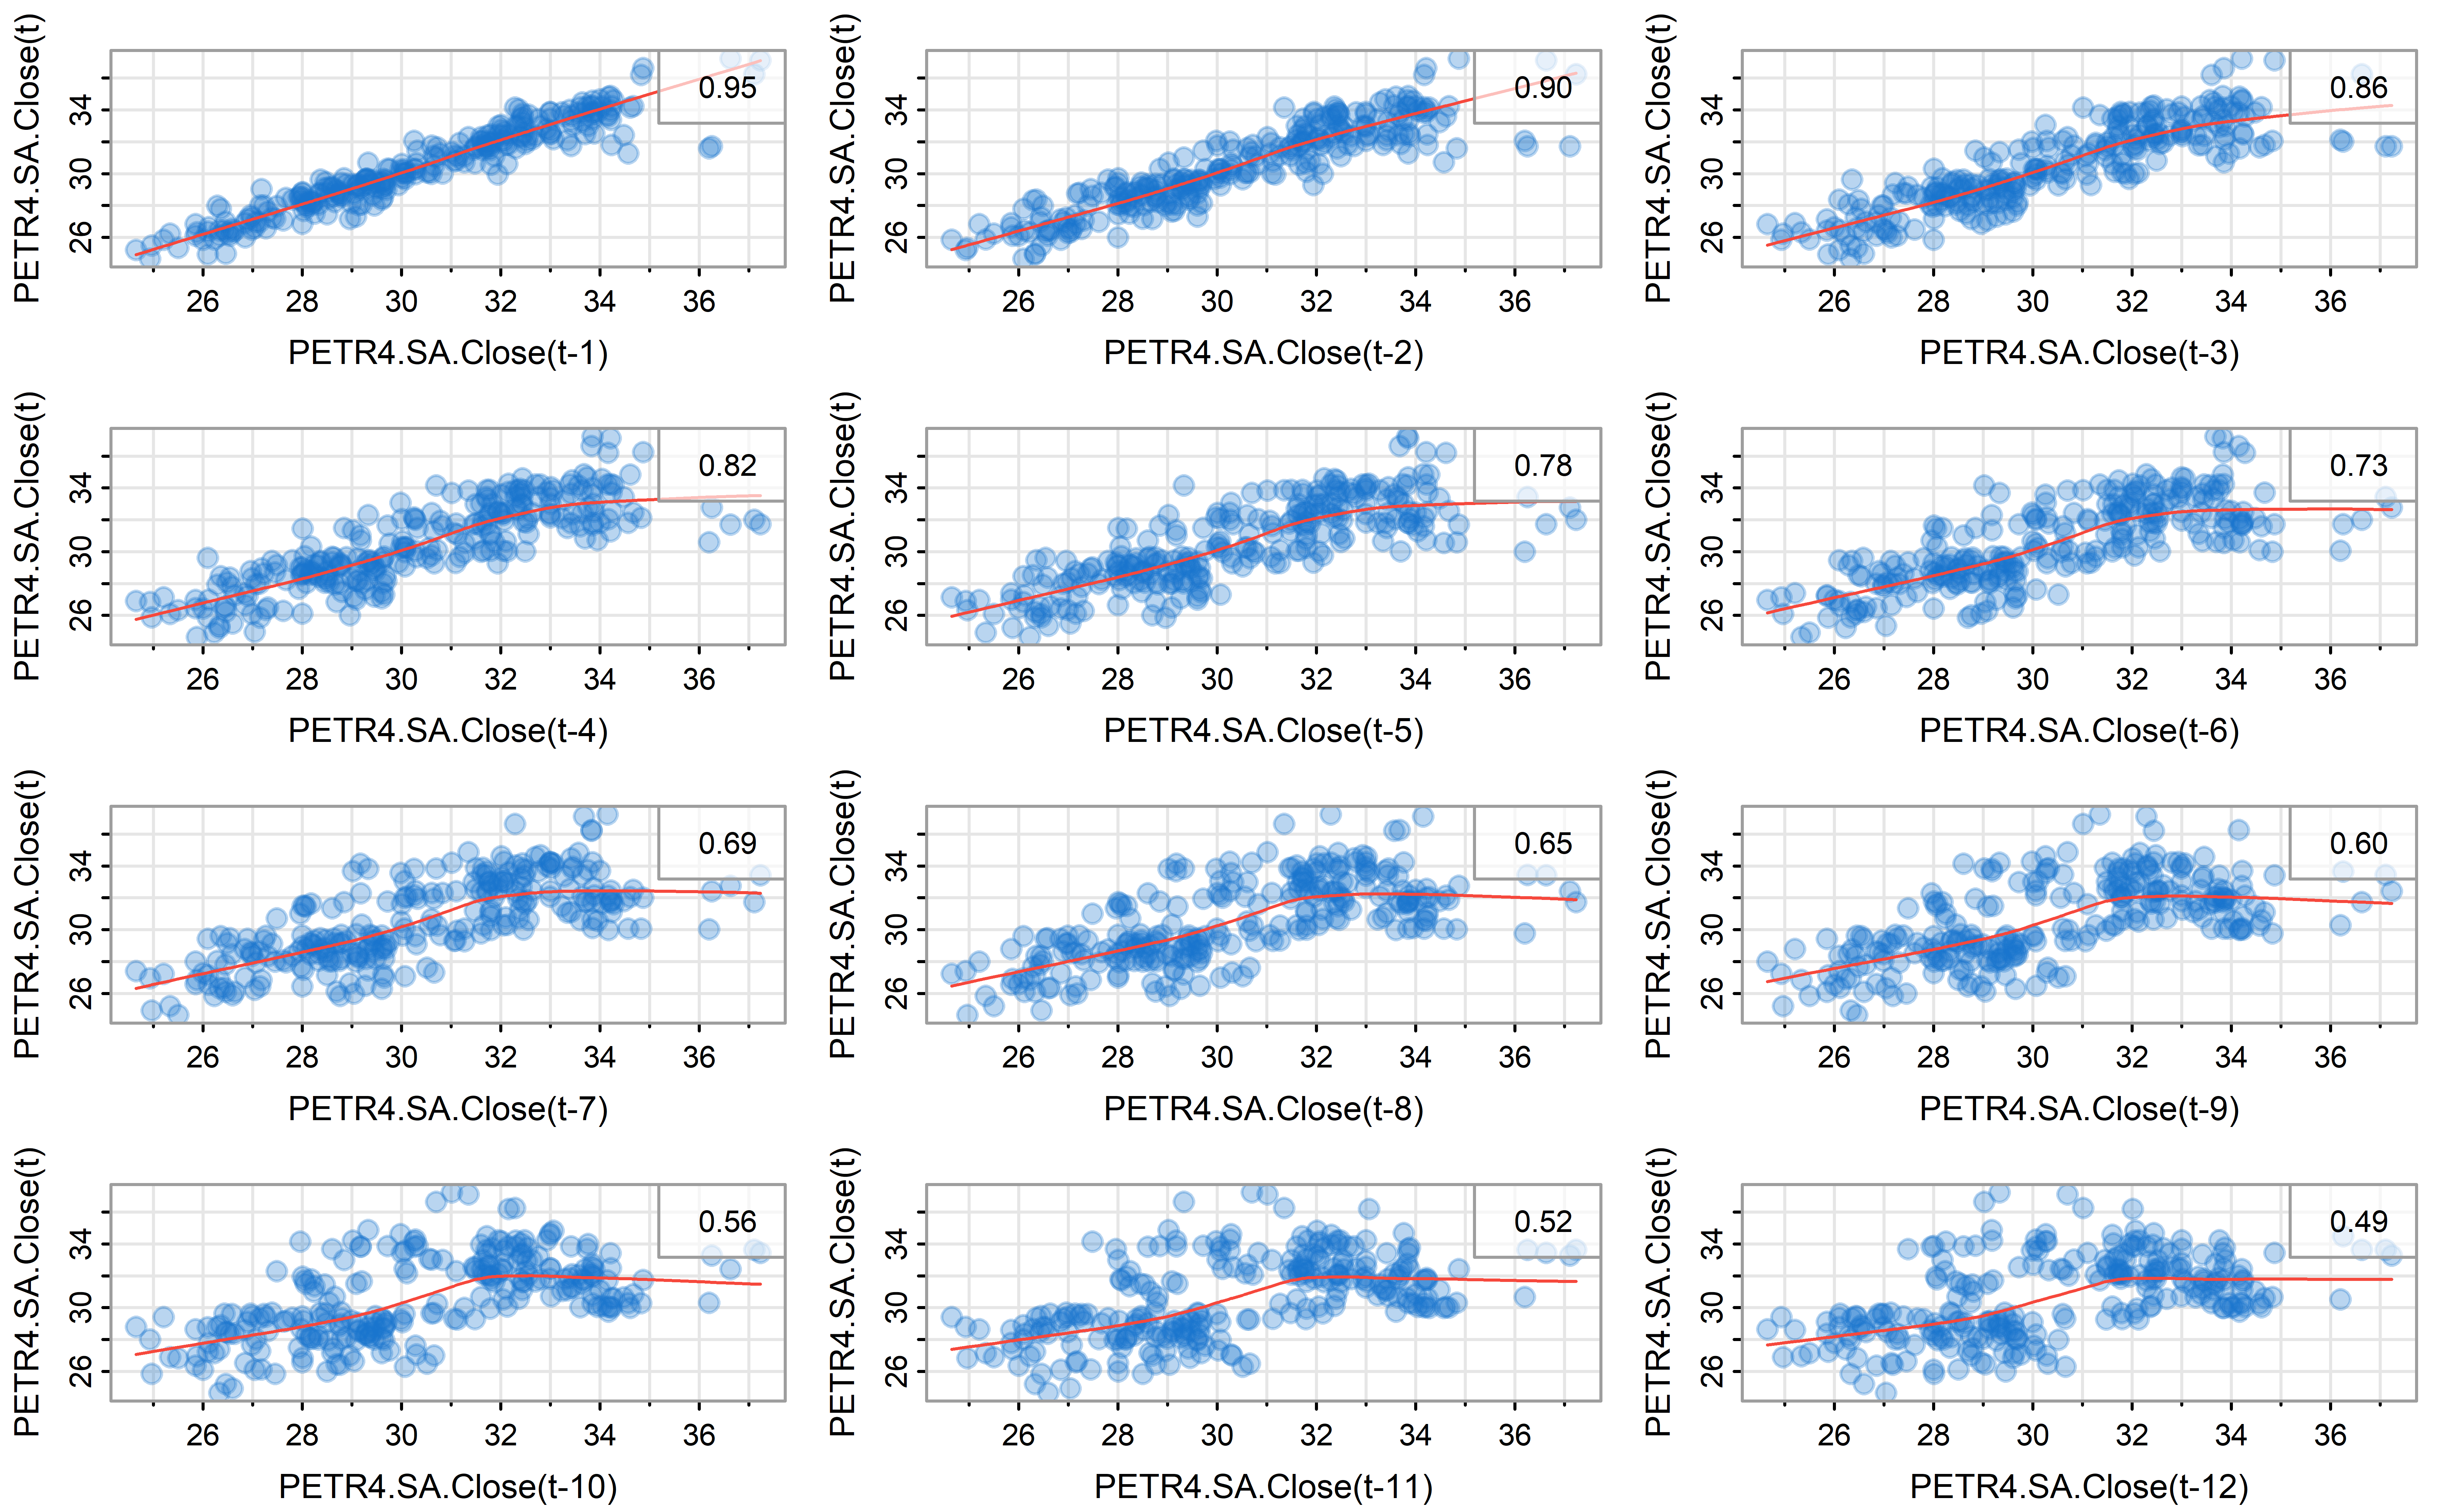 PETR4.SA.Close(t)
34
30
26
0.95
26 28 30 32 34 36
PETR4.SA.Close(t-1)
PETR4.SA.Close(t)
34
30
26
0.90
26 28 30 32 34 36
PETR4.SA.Close(t-2)
PETR4.SA.Close(t)
34
30
26
0.86
26 28 30 32 34 36
PETR4.SA.Close(t-3)
PETR4.SA.Close(t)
34
30
26
0.82
26 28 30 32 34 36
PETR4.SA.Close(t-4)
PETR4.SA.Close(t)
34
30
26
0.78
26 28 30 32 34 36
PETR4.SA.Close(t-5)
PETR4.SA.Close(t)
34
30
26
0.73
26 28 30 32 34 36
PETR4.SA.Close(t-6)
PETR4.SA.Close(t)
34
30
26
0.69
26 28 30 32 34 36
PETR4.SA.Close(t-7)
PETR4.SA.Close(t)
34
30
26
0.65
26 28 30 32 34 36
PETR4.SA.Close(t-8)
PETR4.SA.Close(t)
34
30
26
0.60
26 28 30 32 34 36
PETR4.SA.Close(t-9)
PETR4.SA.Close(t)
34
30
26
0.56
26 28 30 32 34 36
PETR4.SA.Close(t-10)
PETR4.SA.Close(t)
34
30
26
0.52
26 28 30 32 34 36
PETR4.SA.Close(t-11)
PETR4.SA.Close(t)
34
30
26
0.49
26 28 30 32 34 36
PETR4.SA.Close(t-12)